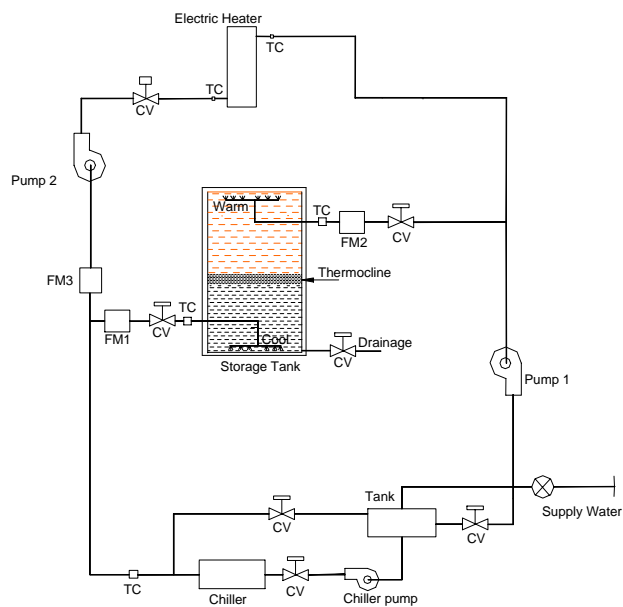 Electric Heater
TC
TC
CV
Pump 2
Warm
TC
FM2
CV
Thermocline
FM3
TC
FM1
CV
Cool
Drainage
CV
Storage Tank
Pump 1
Tank
CV
CV
Supply Water
CV
TC
Chiller
Chiller pump